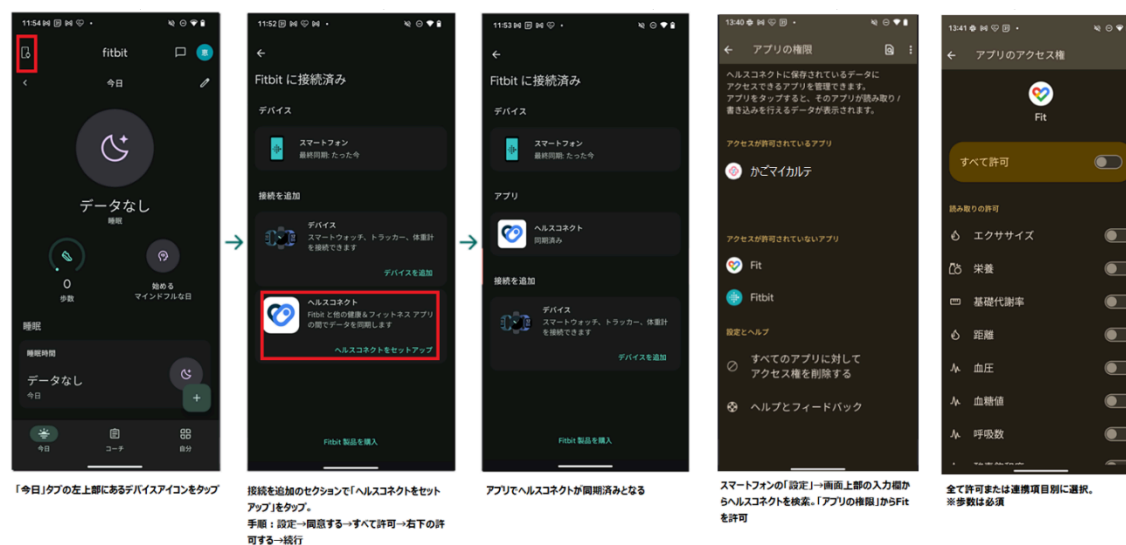 11:54
fitbit
今日
データなし
睡眠
0
歩数
始める
マインドフルな日
睡眠
睡眠時間
データなし
今日
+
今日
コーチ
自分
「今日」タブの左上部にあるデバイスアイコンをタップ
11:52
Fitbit に接続済み
デバイス
スマートフォン
最終同期: たった今
接続を追加
デバイス
スマートウォッチ、トラッカー、体重計
を接続できます
デバイスを追加
ヘルスコネクト
Fitbit と他の健康＆フィットネス アプリ
の間でデータを同期します
ヘルスコネクトをセットアップ
Fitbit 製品を購入
接続を追加のセクションで「ヘルスコネクトをセット
アップ」をタップ。
手順：設定→同意する→すべて許可→右下の許
可する→続行
11:53
Fitbit に接続済み
デバイス
スマートフォン
最終同期: たった今
アプリ
ヘルスコネクト
同期済み
接続を追加
デバイス
スマートウォッチ、トラッカー、体重計
を接続できます
デバイスを追加
Fitbit 製品を購入
アプリでヘルスコネクトが同期済みとなる
13:40
アプリの権限
ヘルスコネクトに保存されているデータに
アクセスできるアプリを管理できます。
アプリをタップすると、そのアプリが読み取り /
書き込みを行えるデータが表示されます。
アクセスが許可されているアプリ
かごマイカルテ
アクセスが許可されていないアプリ
Fit
Fitbit
設定とヘルプ
すべてのアプリに対して
アクセス権を削除する
ヘルプとフィードバック
スマートフォンの「設定」→画面上部の入力欄か
らヘルスコネクトを検索。「アプリの権限」からFit
を許可
13:41
アプリのアクセス権
Fit
すべて許可
読み取りの許可
エクササイズ
栄養
基礎代謝率
距離
血圧
血糖値
呼吸数
全て許可または連携項目別に選択。
※歩数は必須